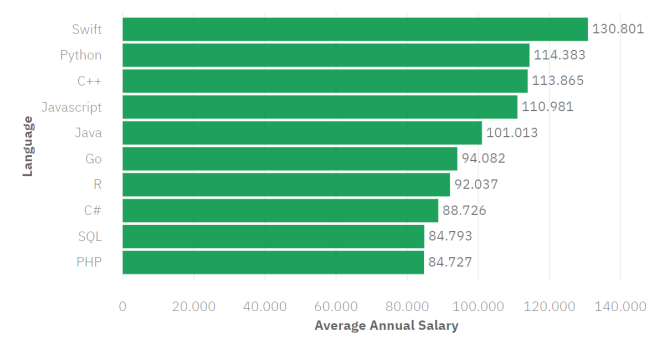 Language
Swift 130.801
Python 114.383
C++ 113.865
Javascript 110.981
Java 101.013
Go 94.082
R 92.037
C# 88.726
SQL 84.793
PHP 84.727
0 20.000 40.000 60.000 80.000 100.000 120.000 140.000
Average Annual Salary